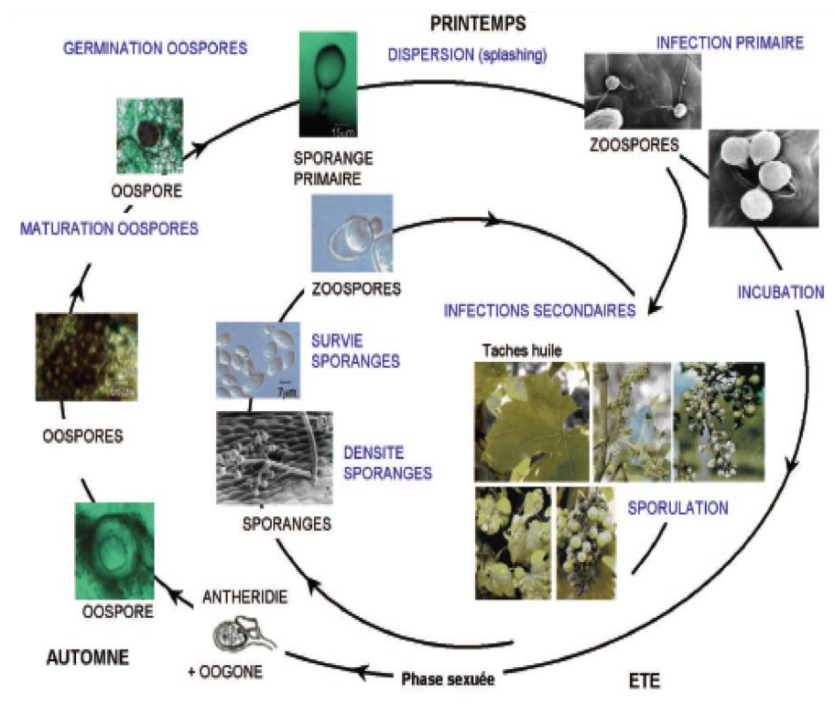 PRINTEMPS
GERMINATION OOSPORES
DISPERSION (splashing)
INFECTION PRIMAIRE
15µm
OOSPORE
SPORANGE
PRIMAIRE
ZOOSPORES
MATURATION OOSPORES
ZOOSPORES
INFECTIONS SECONDAIRES
INCUBATION
SURVIE
SPORANGES
7µm
Taches huile
OOSPORES
DENSITE
SPORANGES
SPORANGES
SPORULATION
OOSPORE
ANTHERIDIE
+ OOGONE
AUTOMNE
Phase sexuée
ETE